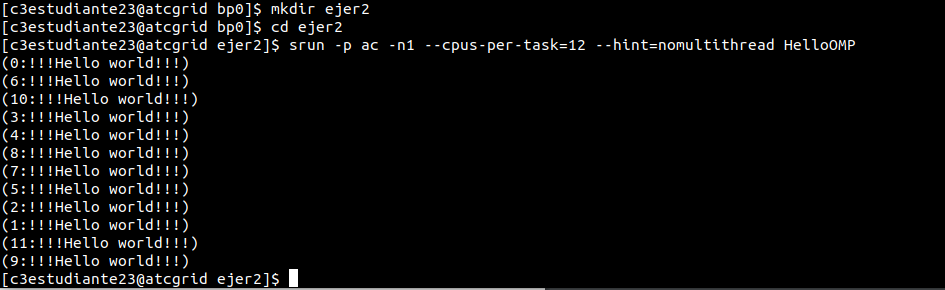 [c3estudiante23@atcgrid bp0]$ mkdir ejer2
[c3estudiante23@atcgrid bp0]$ cd ejer2
[c3estudiante23@atcgrid ejer2]$ srun -p ac -n1 --cpus-per-task=12 --hint=nomultithread HelloOMP
(0:!!!Hello world!!!)
(6:!!!Hello world!!!)
(10:!!!Hello world!!!)
(3:!!!Hello world!!!)
(4:!!!Hello world!!!)
(8:!!!Hello world!!!)
(7:!!!Hello world!!!)
(5:!!!Hello world!!!)
(2:!!!Hello world!!!)
(1:!!!Hello world!!!)
(11:!!!Hello world!!!)
(9:!!!Hello world!!!)
[c3estudiante23@atcgrid ejer2]$